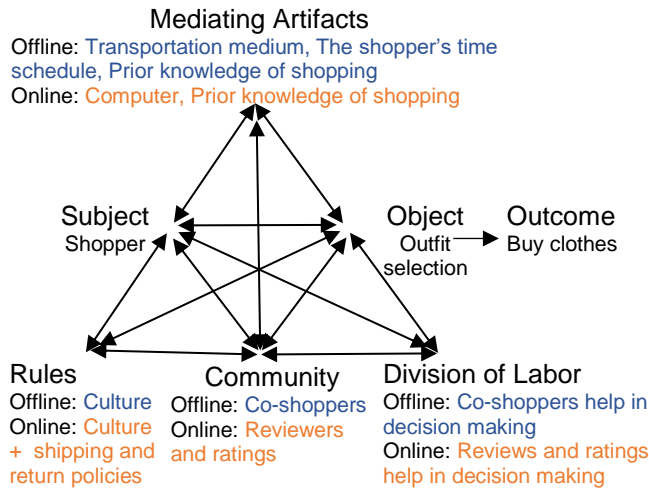 Mediating Artifacts
Offline: Transportation medium, The shopper's time
schedule, Prior knowledge of shopping
Online: Computer, Prior knowledge of shopping
Subject
Shopper
Object
Outfit
selection
Outcome
Buy clothes
Rules
Offline: Culture
Online: Culture
+ shipping and
return policies
Community
Offline: Co-shoppers
Online: Reviewers
and ratings
Division of Labor
Offline: Co-shoppers help in
decision making
Online: Reviews and ratings
help in decision making